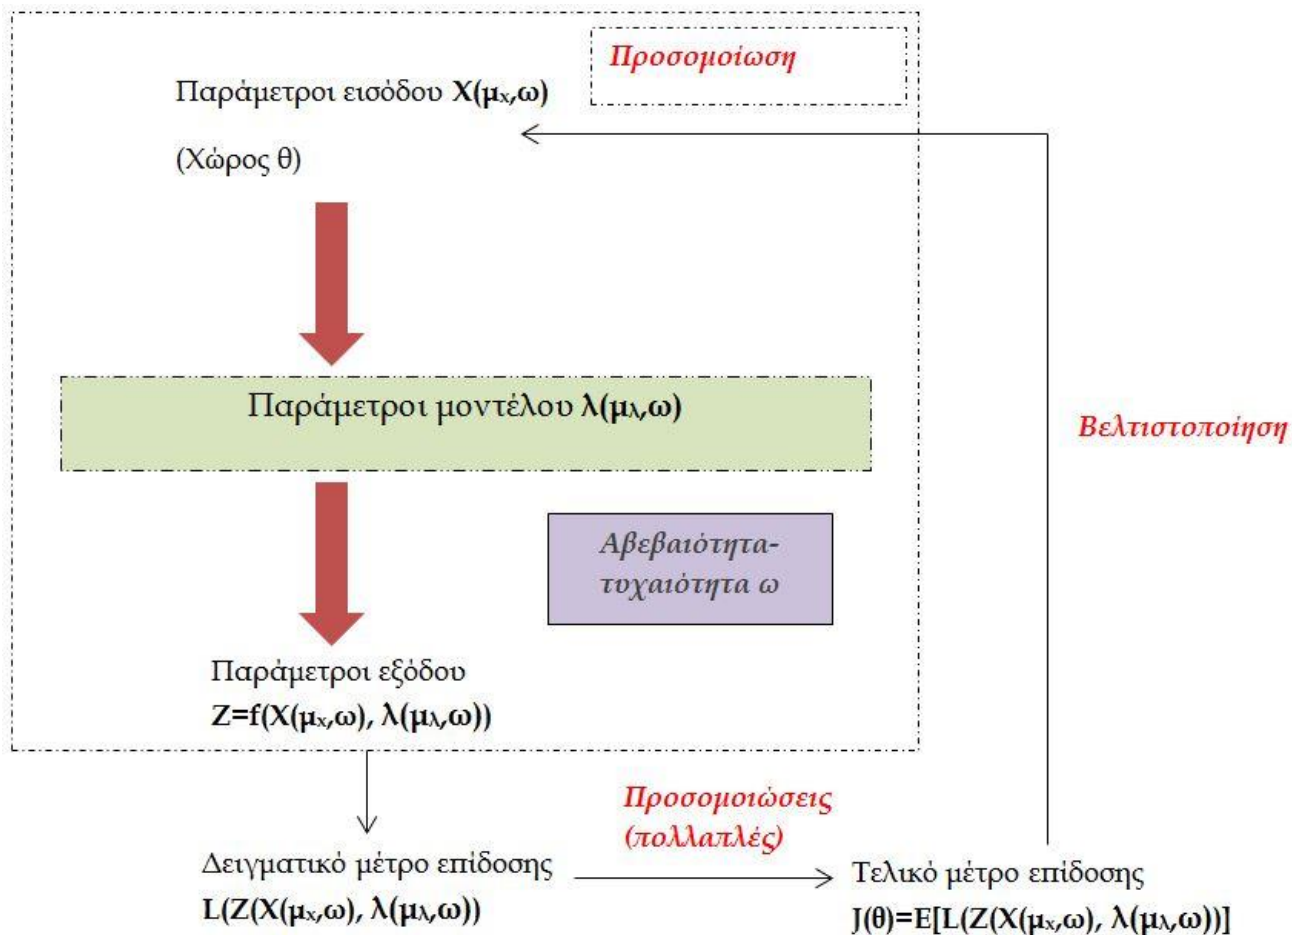 Προσομοίωση
Παράμετροι εισόδου X(μx,ω)
(Χώρος θ)
Παράμετροι μοντέλου λ(μλ,ω)
Βελτιστοποίηση
Αβεβαιότητα-
τυχαιότητα ω
Παράμετροι εξόδου
Z=f(X(μx,ω), λ(μλ,ω))
Προσομοιώσεις
(πολλαπλές)
Δειγματικό μέτρο επίδοσης
L(Z(X(μx,ω), λ(μλ,ω))
Τελικό μέτρο επίδοσης
J(θ)=E[L(Z(X(μx,ω), λ(μλ,ω))]